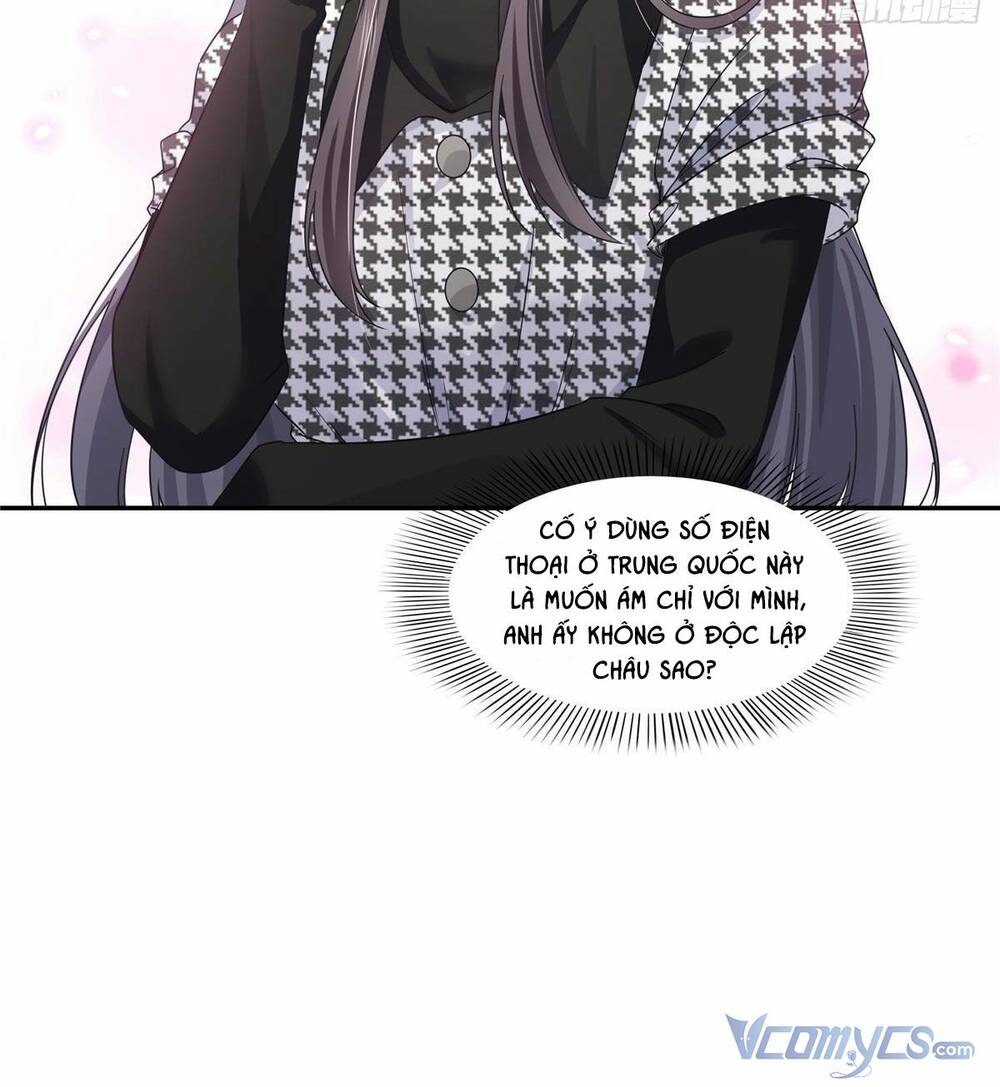 CỐ Ý DÙNG SỐ ĐIỆN
THOẠI Ở TRUNG QUỐC NÀY
LÀ MUỐN ÁM CHỈ VỚI MÌNH,
ANH ẤY KHÔNG Ở ĐỘC LẬP
CHÂU SAO?
VCOMYCS.com